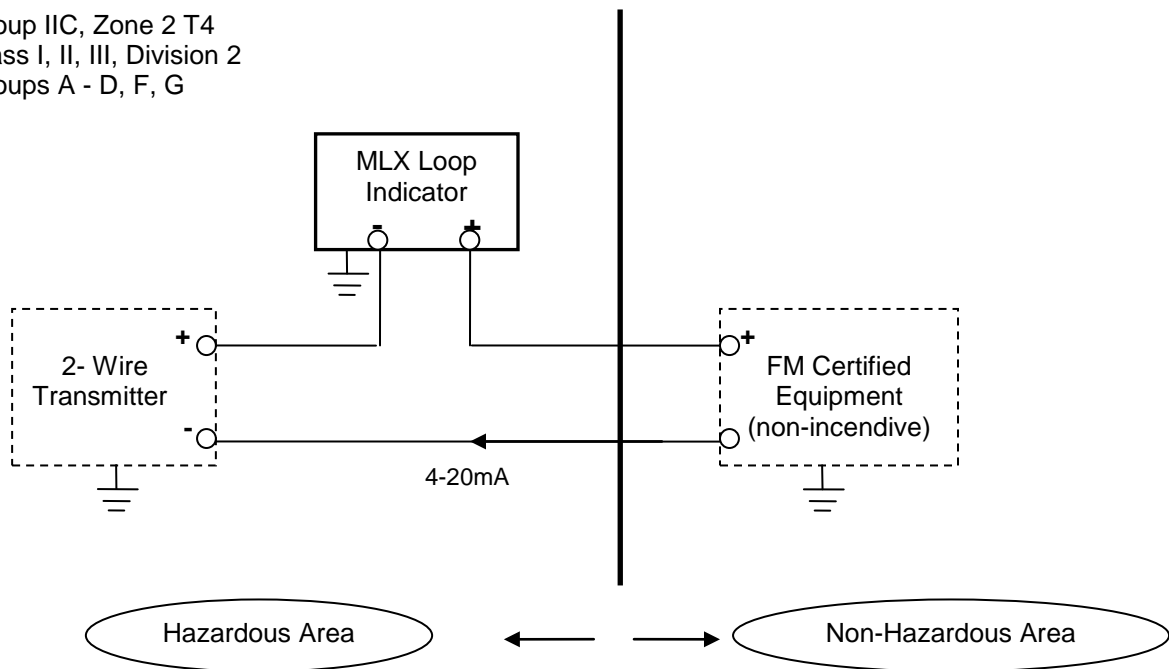 oup IIC, Zone 2 T4
ass I, II, III, Division 2
oups A - D, F, G
MLX Loop
Indicator
- +
+
2- Wire
Transmitter
-
+
FM Certified
Equipment
(non-incendive)
4-20mA
Hazardous Area
Non-Hazardous Area